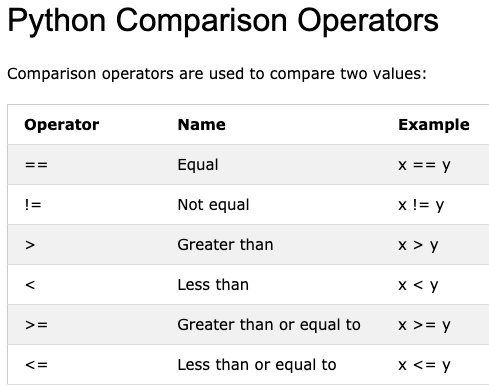 Python Comparison Operators
Comparison operators are used to compare two values:
Operator Name Example
== Equal x == y
!= Not equal x != y
> Greater than x > y
< Less than x < y
>= Greater than or equal to x >= y
<= Less than or equal to x <= y